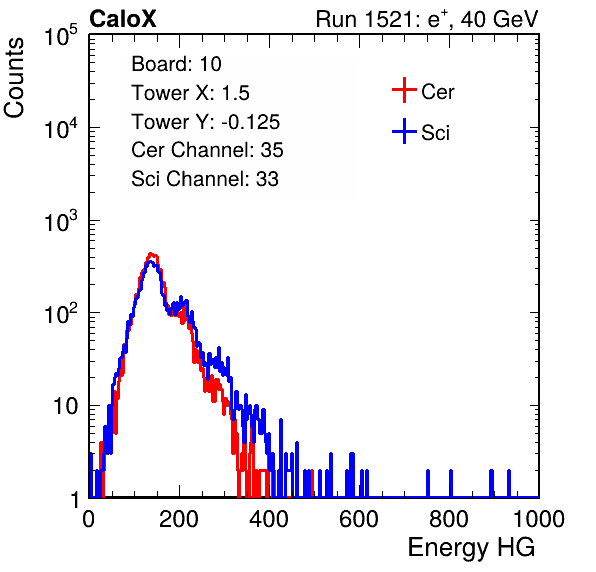 CaloX Run 1521: e⁺, 40 GeV
Counts
10⁵
10⁴
10³
10²
10
1
Board: 10
Tower X: 1.5
Tower Y: -0.125
Cer Channel: 35
Sci Channel: 33
Cer
Sci
0 200 400 600 800 1000
Energy HG